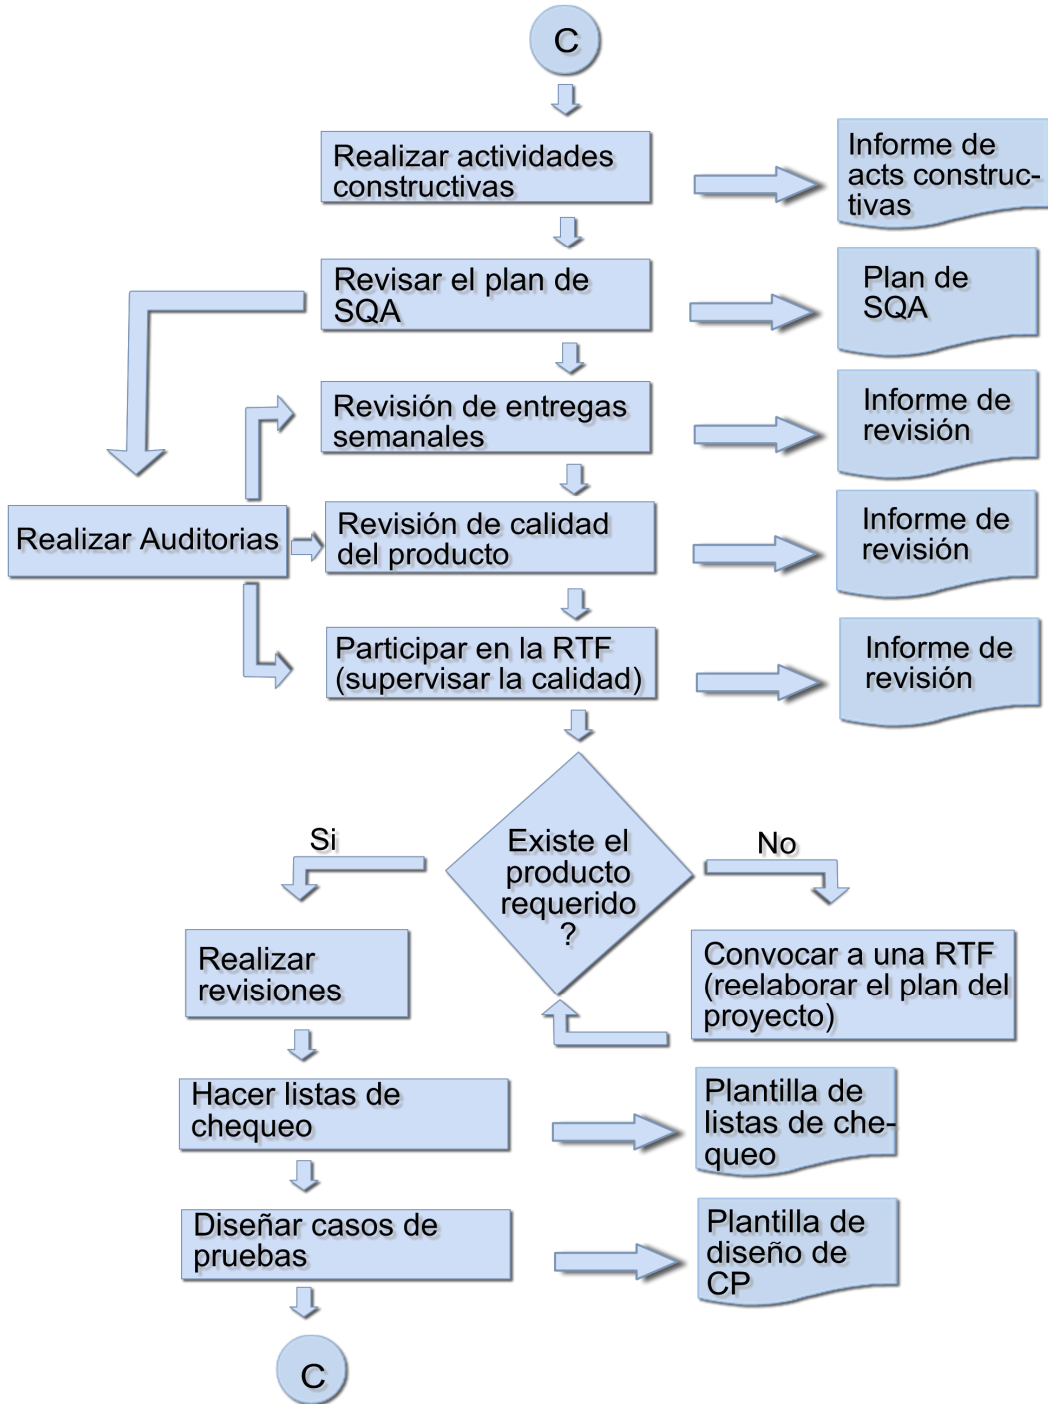 C
Realizar actividades
constructivas
Informe de
acts construc-
tivas
Revisar el plan de
SQA
Plan de
SQA
Revisión de entregas
semanales
Informe de
revisión
Realizar Auditorias
Revisión de calidad
del producto
Informe de
revisión
Participar en la RTF
(supervisar la calidad)
Informe de
revisión
Existe el
producto
requerido
?
Si
No
Realizar
revisiones
Convocar a una RTF
(reelaborar el plan del
proyecto)
Hacer listas de
chequeo
Plantilla de
listas de che-
queo
Diseñar casos de
pruebas
Plantilla de
diseño de
CP
C